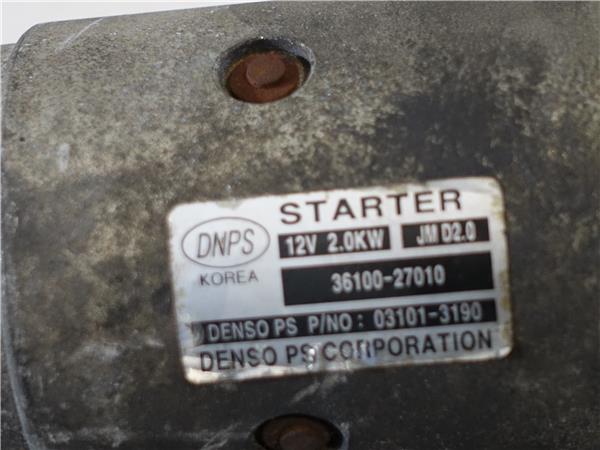 STARTER
DNPS
12V 2.0KW JM D2.0
KOREA
36100-27010
DENSO PS P/NO: 03101-3190
DENSO PS CORPORATION